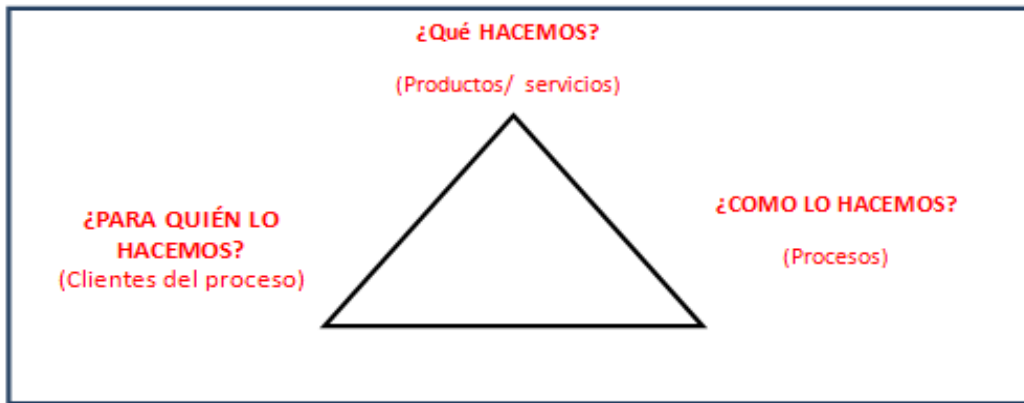 ¿Qué HACEMOS?
(Productos/ servicios)
¿PARA QUIÉN LO
HACEMOS?
(Clientes del proceso)
¿COMO LO HACEMOS?
(Procesos)